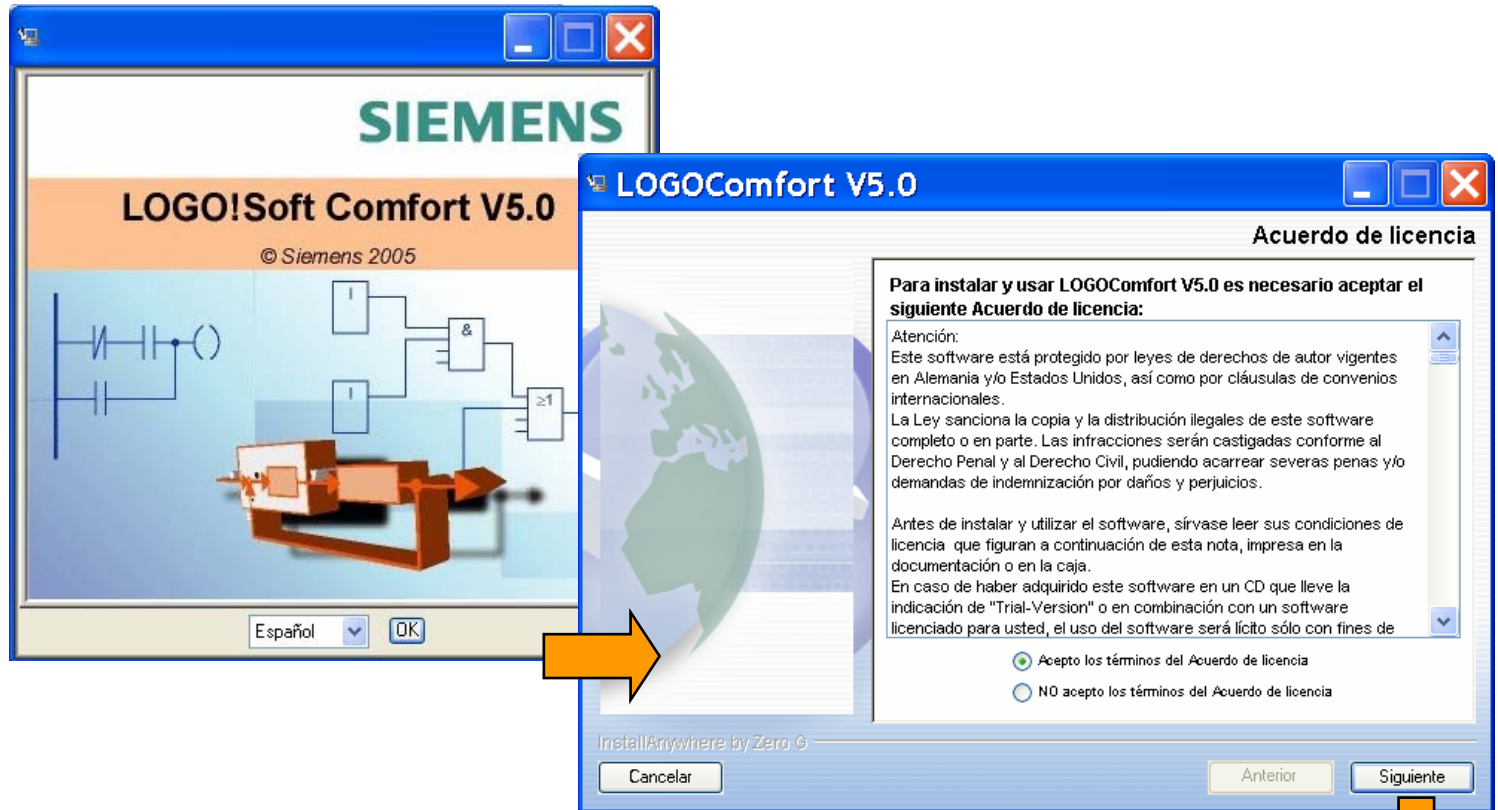 SIEMENS
LOGO!Soft Comfort V5.0
© Siemens 2005
I
&
I
≥1
Español
OK
LOGOComfort V5.0
Acuerdo de licencia
Para instalar y usar LOGOComfort V5.0 es necesario aceptar el
siguiente Acuerdo de licencia:
Atención:
Este software está protegido por leyes de derechos de autor vigentes
en Alemania y/o Estados Unidos, así como por cláusulas de convenios
internacionales.
La Ley sanciona la copia y la distribución ilegales de este software
completo o en parte. Las infracciones serán castigadas conforme al
Derecho Penal y al Derecho Civil, pudiendo acarrear severas penas y/o
demandas de indemnización por daños y perjuicios.
Antes de instalar y utilizar el software, sírvase leer sus condiciones de
licencia que figuran a continuación de esta nota, impresa en la
documentación o en la caja.
En caso de haber adquirido este software en un CD que lleve la
indicación de "Trial-Version" o en combinación con un software
licenciado para usted, el uso del software será lícito sólo con fines de
Acepto los términos del Acuerdo de licencia
NO acepto los términos del Acuerdo de licencia
InstallAnywhere by Zero G
Cancelar
Anterior
Siguiente